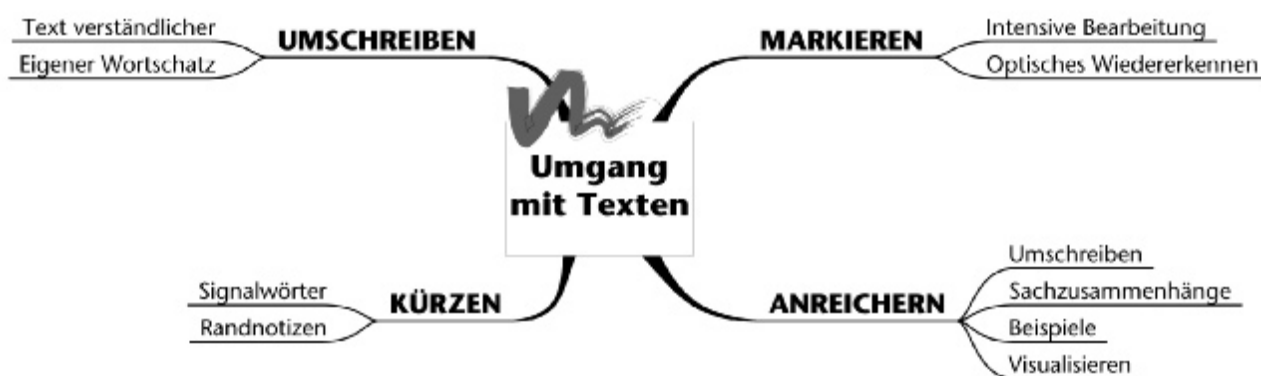 Text verständlicher
Eigener Wortschatz
UMSCHREIBEN
MARKIEREN
Intensive Bearbeitung
Optisches Wiedererkennen
Umgang
mit Texten
Signalwörter
Randnotizen
KÜRZEN
ANREICHERN
Umschreiben
Sachzusammenhänge
Beispiele
Visualisieren